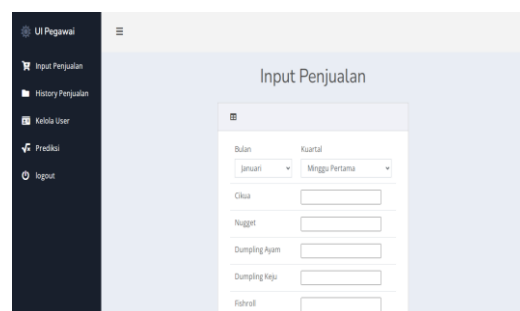 UI Pegawai
Input Penjualan
History Penjualan
Kelola User
Prediksi
logout
Input Penjualan
Bulan Kuartal
Januari Minggu Pertama
Cikua
Nugget
Dumpling Ayam
Dumpling Keju
Fishroll